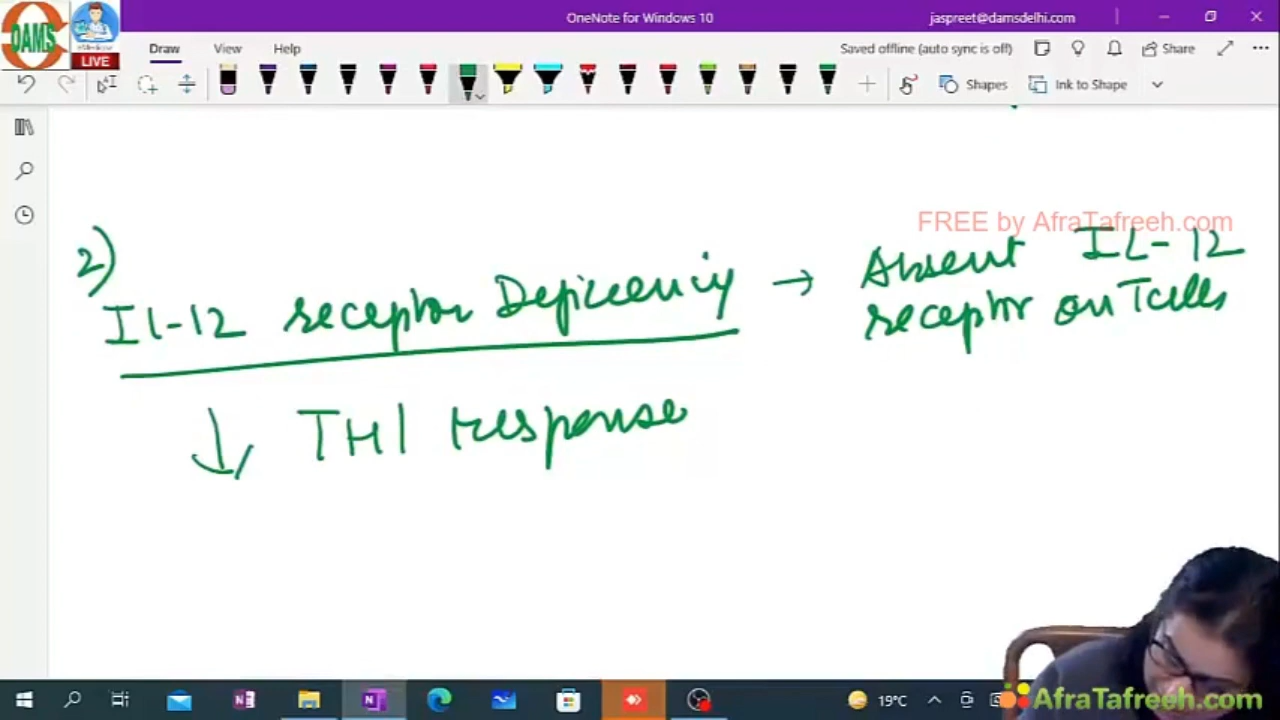 OneNote for Windows 10
jaspreet@damsdelhi.com
DAMS
eMedicoz
LIVE
Draw View Help
Saved offline (auto sync is off)
Share
Shapes
Ink to Shape
FREE by AfraTafreeh.com
2)
IL-12 receptor Deficiency → Absent IL-12
receptor on T cells
↓ TH1 response
19°C
AfraTafreeh.com